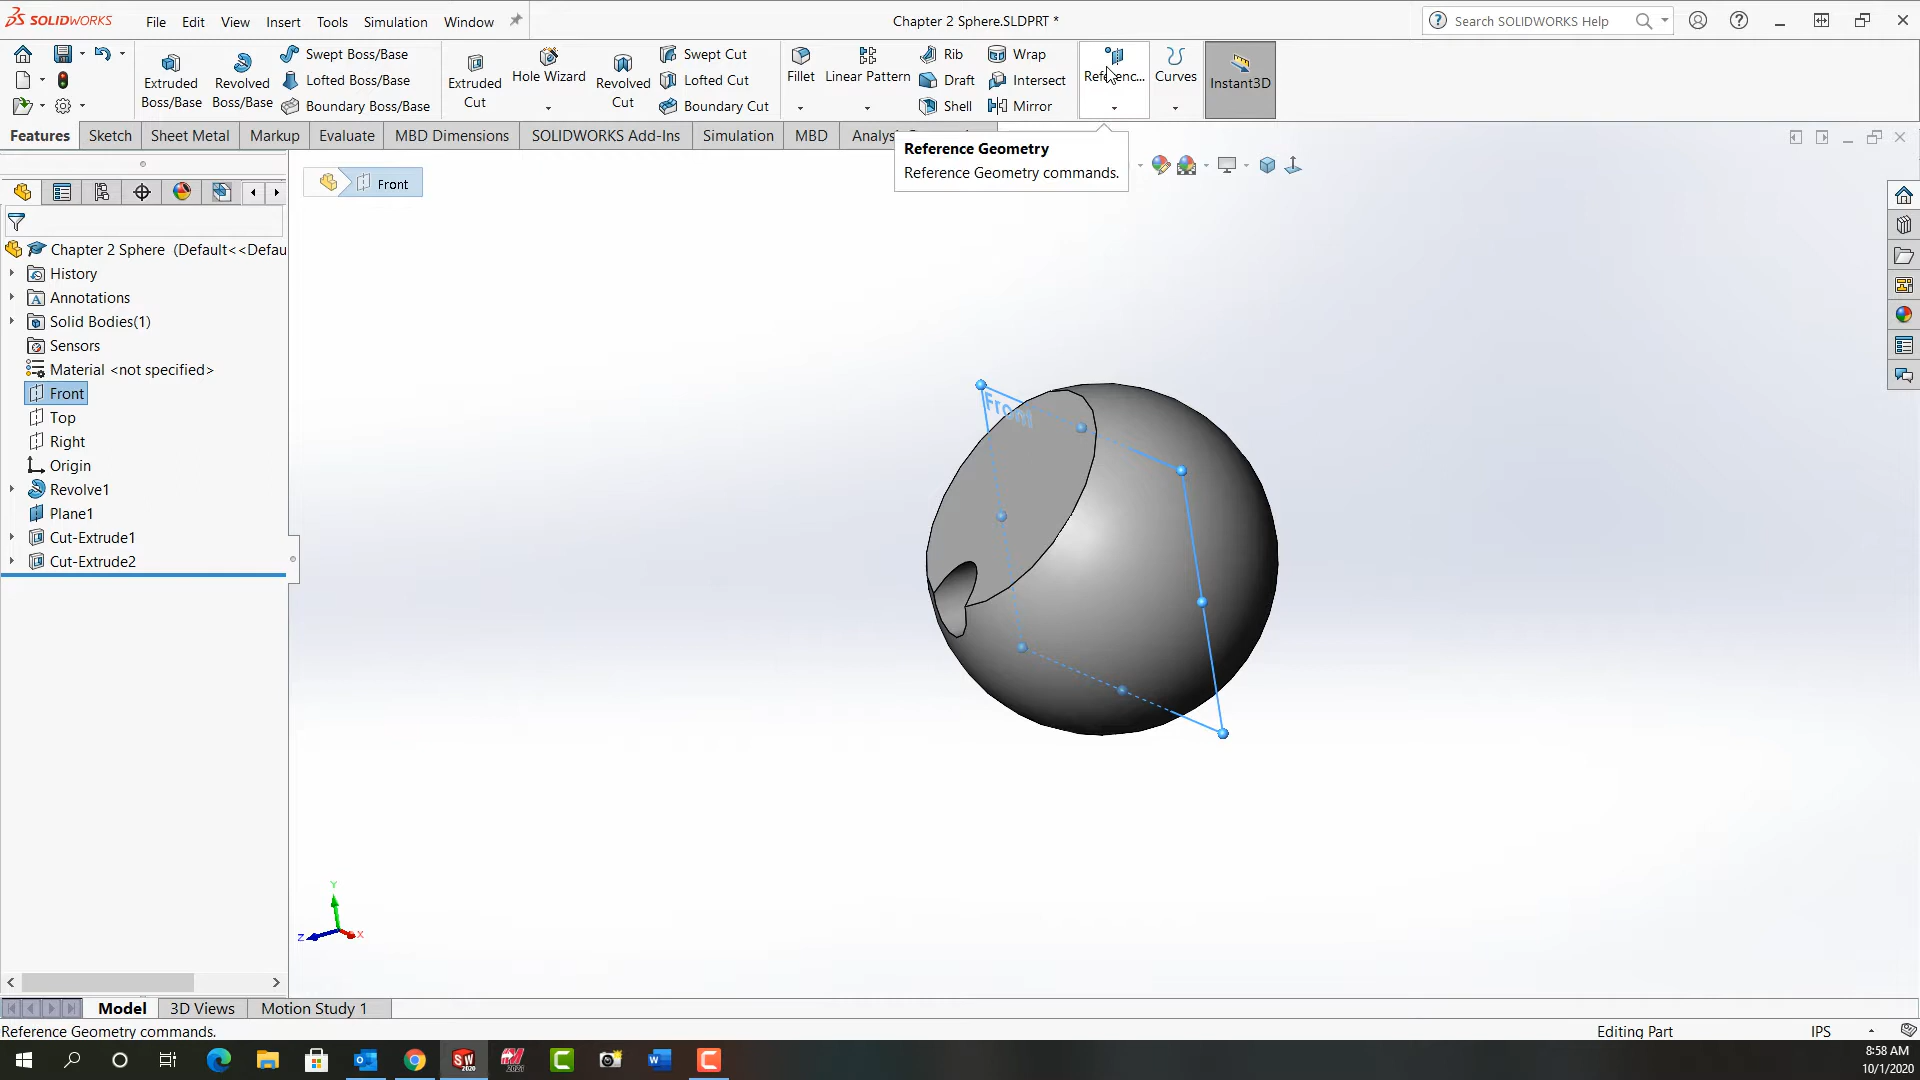 SOLIDWORKS File Edit View Insert Tools Simulation Window
Chapter 2 Sphere.SLDPRT *
Search SOLIDWORKS Help
Extruded Boss/Base
Revolved Boss/Base
Swept Boss/Base
Lofted Boss/Base
Boundary Boss/Base
Extruded Cut
Hole Wizard
Revolved Cut
Swept Cut
Lofted Cut
Boundary Cut
Fillet
Linear Pattern
Rib
Draft
Shell
Wrap
Intersect
Mirror
Referenc...
Curves
Instant3D
Features Sketch Sheet Metal Markup Evaluate MBD Dimensions SOLIDWORKS Add-Ins Simulation MBD
Reference Geometry
Reference Geometry commands.
Front
Chapter 2 Sphere (Default<<Defau
History
Annotations
Solid Bodies(1)
Sensors
Material <not specified>
Front
Top
Right
Origin
Revolve1
Plane1
Cut-Extrude1
Cut-Extrude2
Front
Y
Z
X
Model 3D Views Motion Study 1
Reference Geometry commands.
Editing Part
IPS
8:58 AM
10/1/2020